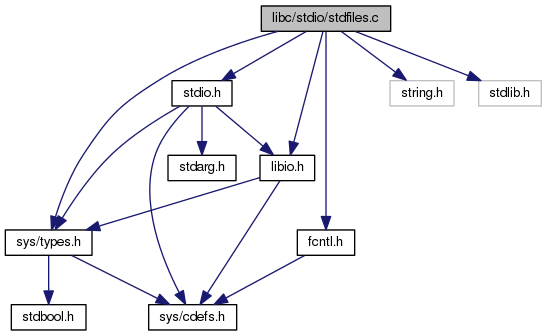 libc/stdio/stdfiles.c
stdio.h
string.h
stdlib.h
stdarg.h
libio.h
sys/types.h
fcntl.h
stdbool.h
sys/cdefs.h